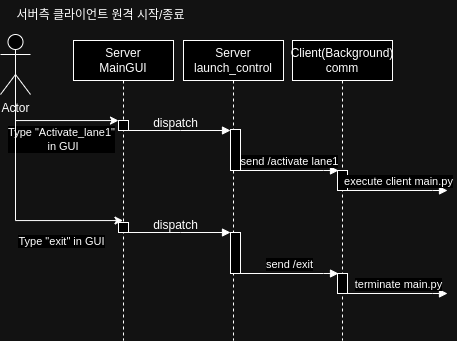 서버측 클라이언트 원격 시작/종료
Server
MainGUI
Server
launch_control
Client(Background)
comm
Actor
Type "Activate_lane1"
in GUI
dispatch
send /activate lane1
execute client main.py
Type "exit" in GUI
dispatch
send /exit
terminate main.py